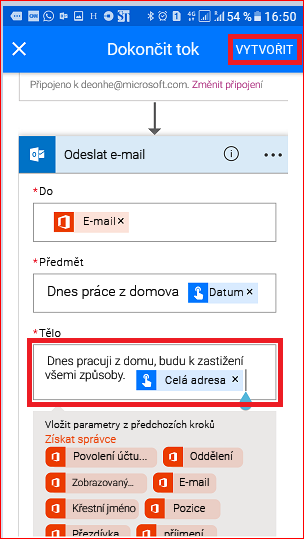 54 % 16:50
Dokončit tok VYTVOŘIT
Připojeno k deonhe@microsoft.com. Změnit připojení
Odeslat e-mail
*Do
E-mail ×
*Předmět
Dnes práce z domova Datum ×
*Tělo
Dnes pracuji z domu, budu k zastižení
všemi způsoby. Celá adresa ×
Vložit parametry z předchozích kroků
Získat správce
Povolení účtu... Oddělení
Zobrazovaný... E-mail
Křestní jméno Pozice
Přezdívka příjmení